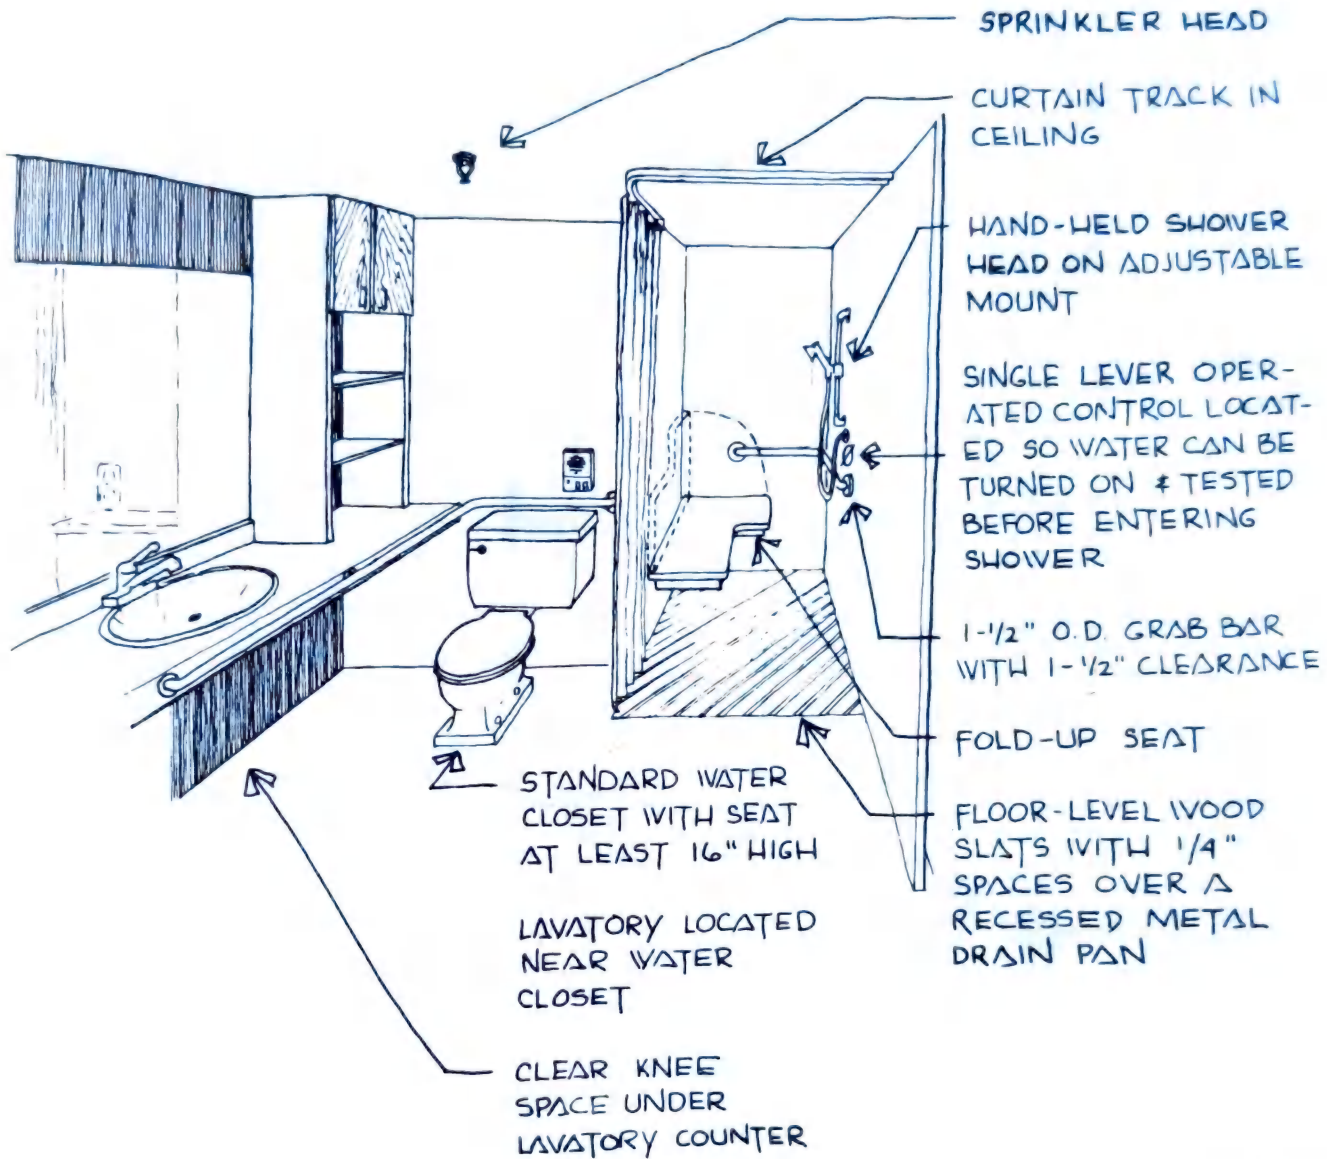 SPRINKLER HEAD
CURTAIN TRACK IN
CEILING
HAND-HELD SHOWER
HEAD ON ADJUSTABLE
MOUNT
SINGLE LEVER OPER-
ATED CONTROL LOCAT-
ED SO WATER CAN BE
TURNED ON & TESTED
BEFORE ENTERING
SHOWER
1-1/2" O.D. GRAB BAR
WITH 1-1/2" CLEARANCE
FOLD-UP SEAT
FLOOR-LEVEL WOOD
SLATS WITH 1/4"
SPACES OVER A
RECESSED METAL
DRAIN PAN
STANDARD WATER
CLOSET WITH SEAT
AT LEAST 16" HIGH
LAVATORY LOCATED
NEAR WATER
CLOSET
CLEAR KNEE
SPACE UNDER
LAVATORY COUNTER